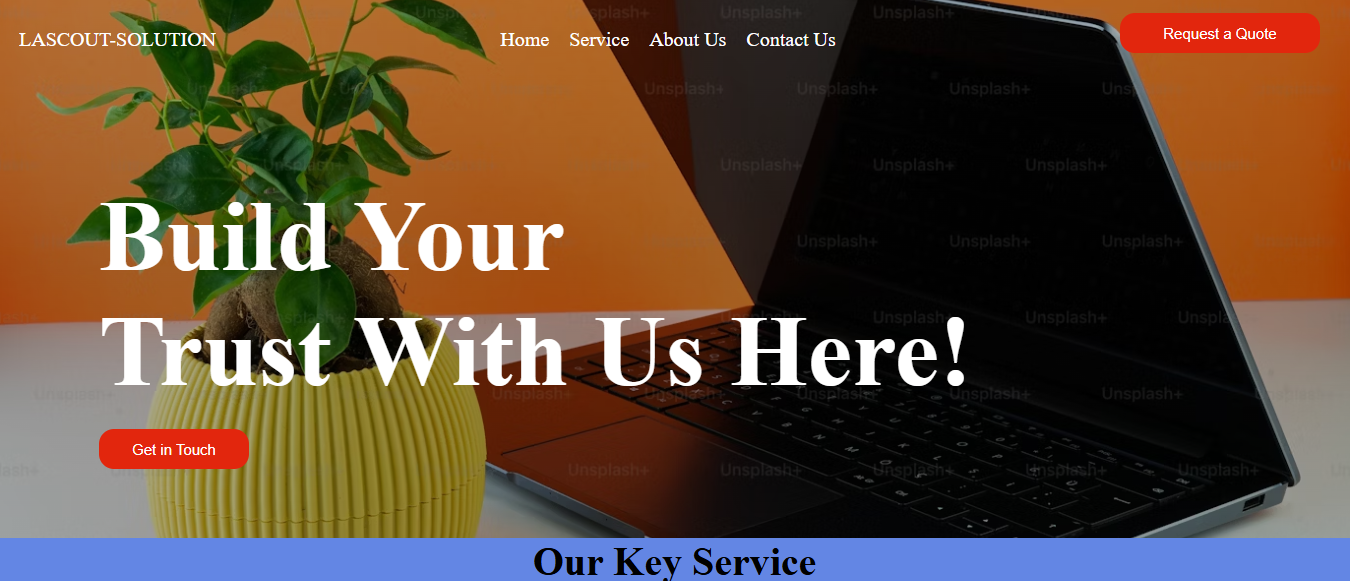 LASCOUT-SOLUTION
Home Service About Us Contact Us
Request a Quote
Build Your
Trust With Us Here!
Get in Touch
Our Key Service
Unsplash+